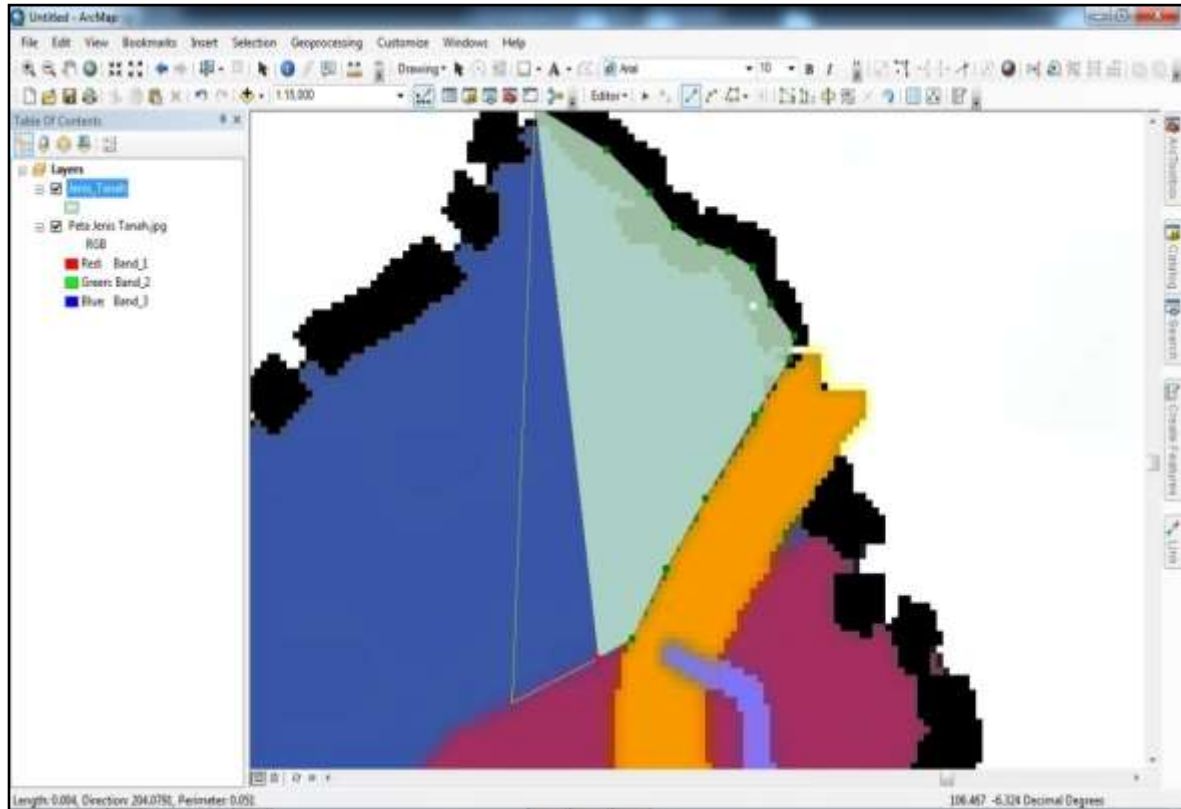 Untitled - ArcMap
File Edit View Bookmarks Insert Selection Geoprocessing Customize Windows Help
Drawing A Arial 10 B I
1:15,000 Editor
Table Of Contents
Layers
Jenis_Tanah
Peta Jenis Tanah.jpg
RGB
Red: Band_1
Green: Band_2
Blue: Band_3
ArcToolbox
Catalog
Search
Create Features
Length: 0.004, Direction: 204.0791, Perimeter: 0.051
106.467 -6.324 Decimal Degrees